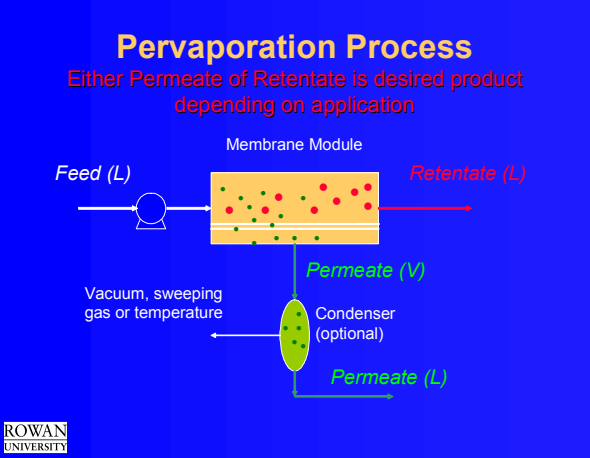 Pervaporation Process
Either Permeate of Retentate is desired product
depending on application
Membrane Module
Feed (L)
Retentate (L)
Permeate (V)
Vacuum, sweeping
gas or temperature
Condenser
(optional)
Permeate (L)
ROWAN
UNIVERSITY